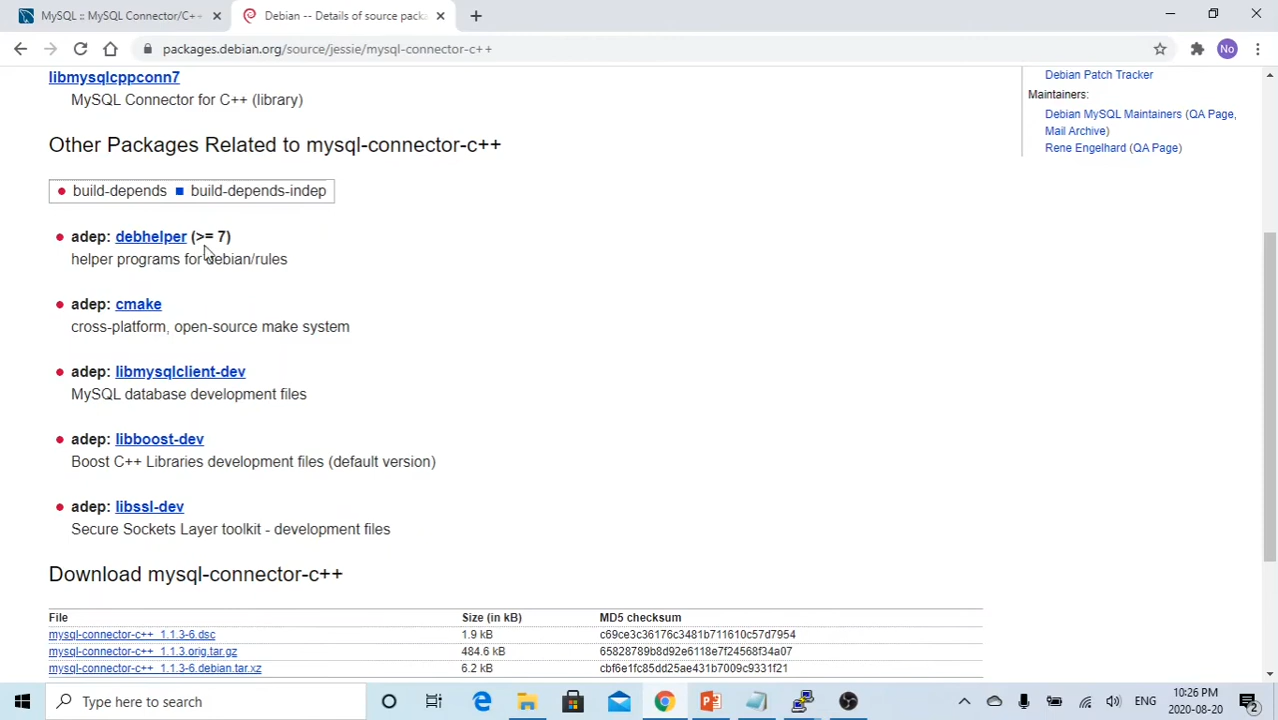 MySQL :: MySQL Connector/C++
Debian -- Details of source packa
packages.debian.org/source/jessie/mysql-connector-c++
No
libmysqlcppconn7
MySQL Connector for C++ (library)
Debian Patch Tracker
Maintainers:
Debian MySQL Maintainers (QA Page,
Mail Archive)
Rene Engelhard (QA Page)
Other Packages Related to mysql-connector-c++
build-depends build-depends-indep
adep: debhelper (>= 7)
helper programs for debian/rules
adep: cmake
cross-platform, open-source make system
adep: libmysqlclient-dev
MySQL database development files
adep: libboost-dev
Boost C++ Libraries development files (default version)
adep: libssl-dev
Secure Sockets Layer toolkit - development files
Download mysql-connector-c++
File Size (in kB) MD5 checksum
mysql-connector-c++_1.1.3-6.dsc 1.9 kB c69ce3c36176c3481b711610c57d7954
mysql-connector-c++_1.1.3.orig.tar.gz 484.6 kB 65828789b8d92e6118e7f24568f34a07
mysql-connector-c++_1.1.3-6.debian.tar.xz 6.2 kB cbf6e1fc85dd25ae431b7009c9331f21
Type here to search
ENG
10:26 PM
2020-08-20
2